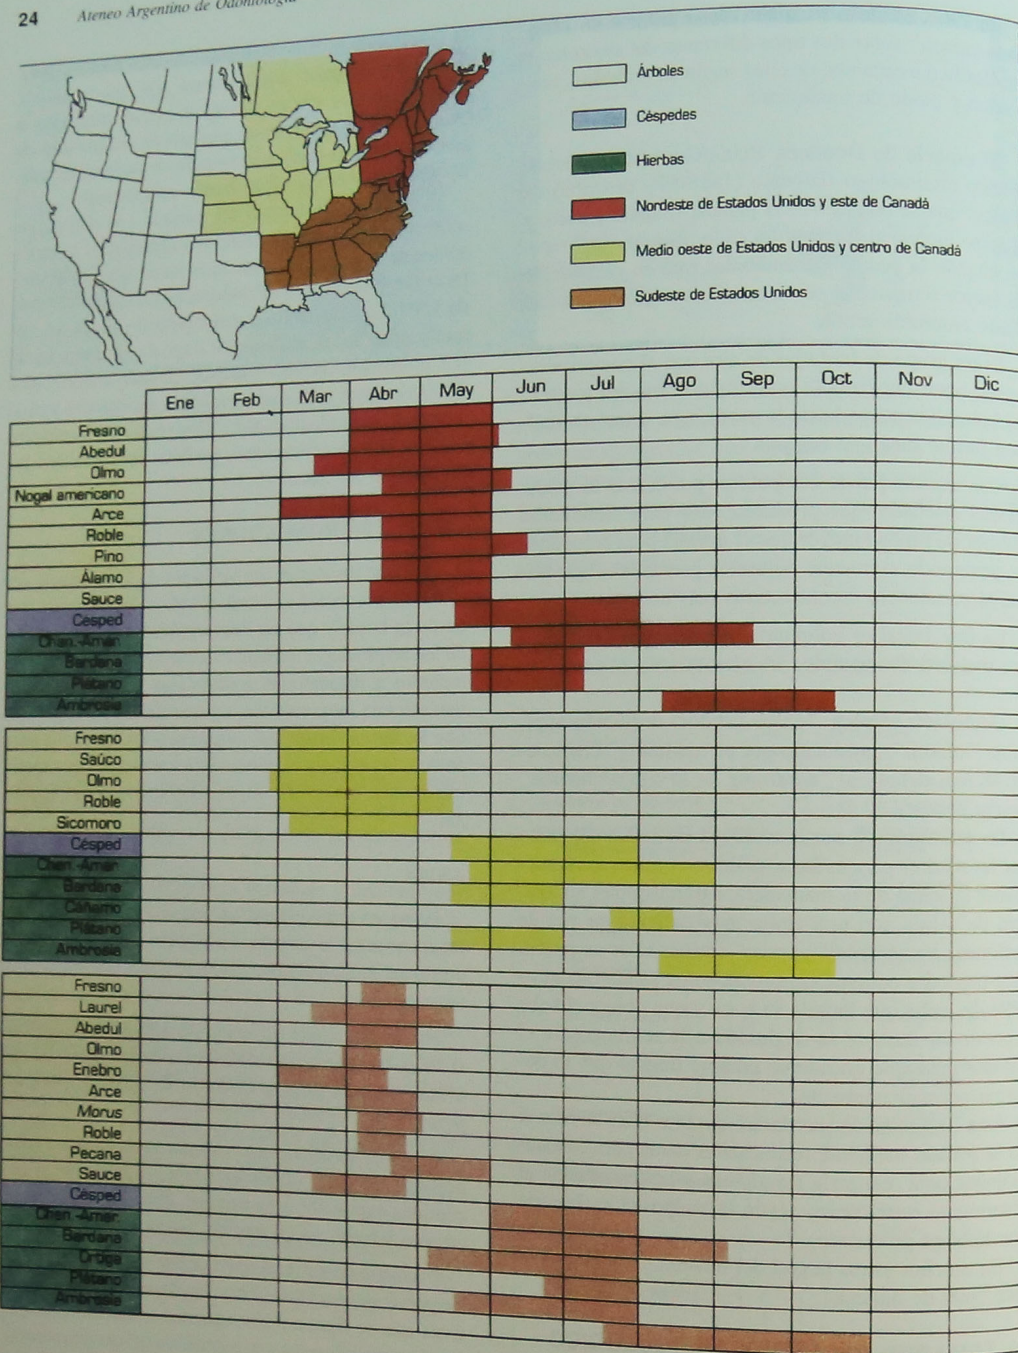 24 Ateneo Argentino de Odontología
Árboles
Céspedes
Hierbas
Nordeste de Estados Unidos y este de Canadá
Medio oeste de Estados Unidos y centro de Canadá
Sudeste de Estados Unidos
Ene Feb Mar Abr May Jun Jul Ago Sep Oct Nov Dic
Fresno
Abedul
Olmo
Nogal americano
Arce
Roble
Pino
Álamo
Sauce
Césped
Chen.-Amar.
Bardana
Plátano
Ambrosia
Fresno
Saúco
Olmo
Roble
Sicomoro
Césped
Chen.-Amar.
Bardana
Cáñamo
Plátano
Ambrosia
Fresno
Laurel
Abedul
Olmo
Enebro
Arce
Morus
Roble
Pecana
Sauce
Césped
Chen.-Amar.
Bardana
Ortiga
Plátano
Ambrosia